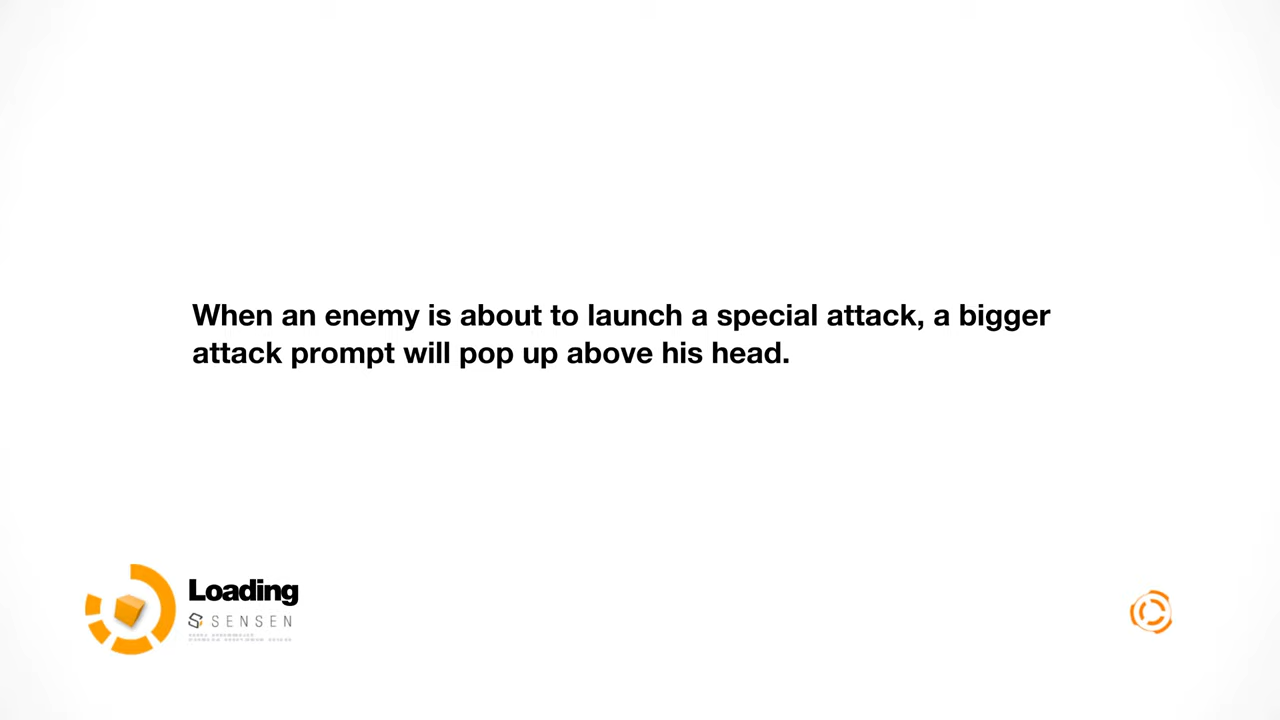 When an enemy is about to launch a special attack, a bigger
attack prompt will pop up above his head.
Loading
SENSEN